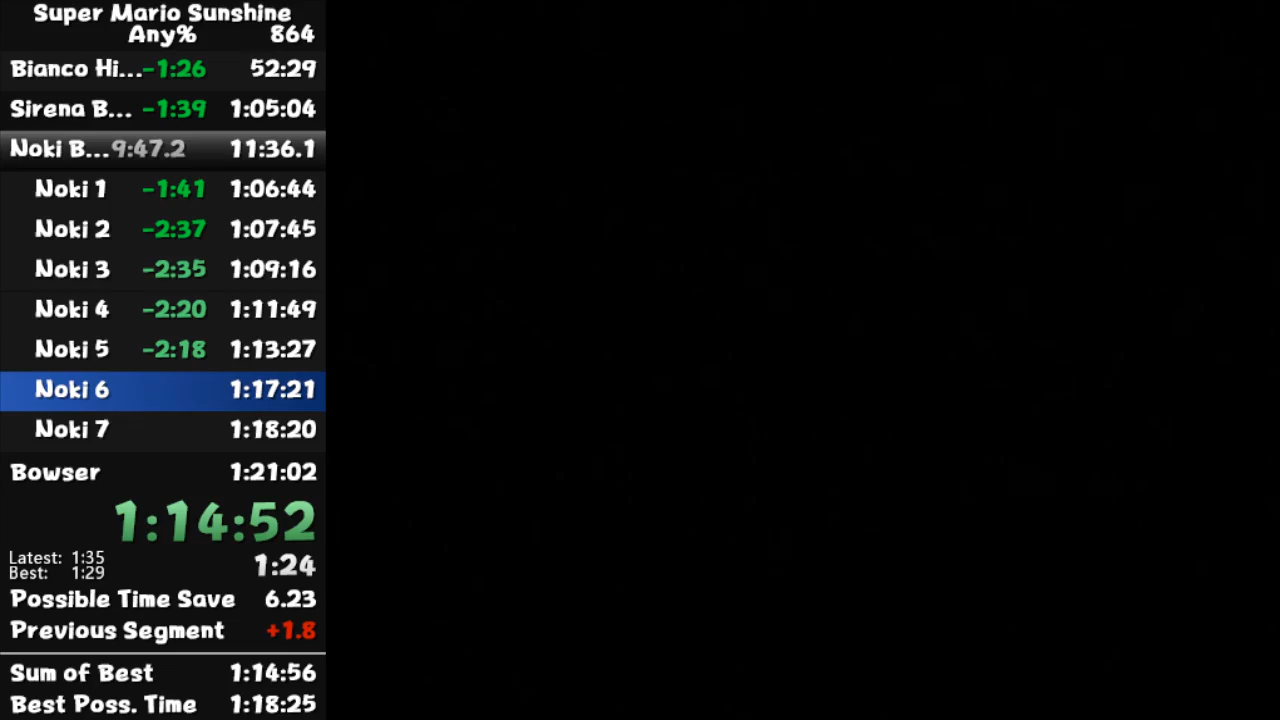 Super Mario Sunshine
Any% 864
Bianco Hi... -1:26 52:29
Sirena B... -1:39 1:05:04
Noki B... 9:47.2 11:36.1
Noki 1 -1:41 1:06:44
Noki 2 -2:37 1:07:45
Noki 3 -2:35 1:09:16
Noki 4 -2:20 1:11:49
Noki 5 -2:18 1:13:27
Noki 6 1:17:21
Noki 7 1:18:20
Bowser 1:21:02
1:14:52
Latest: 1:35
Best: 1:29
1:24
Possible Time Save 6.23
Previous Segment +1.8
Sum of Best 1:14:56
Best Poss. Time 1:18:25